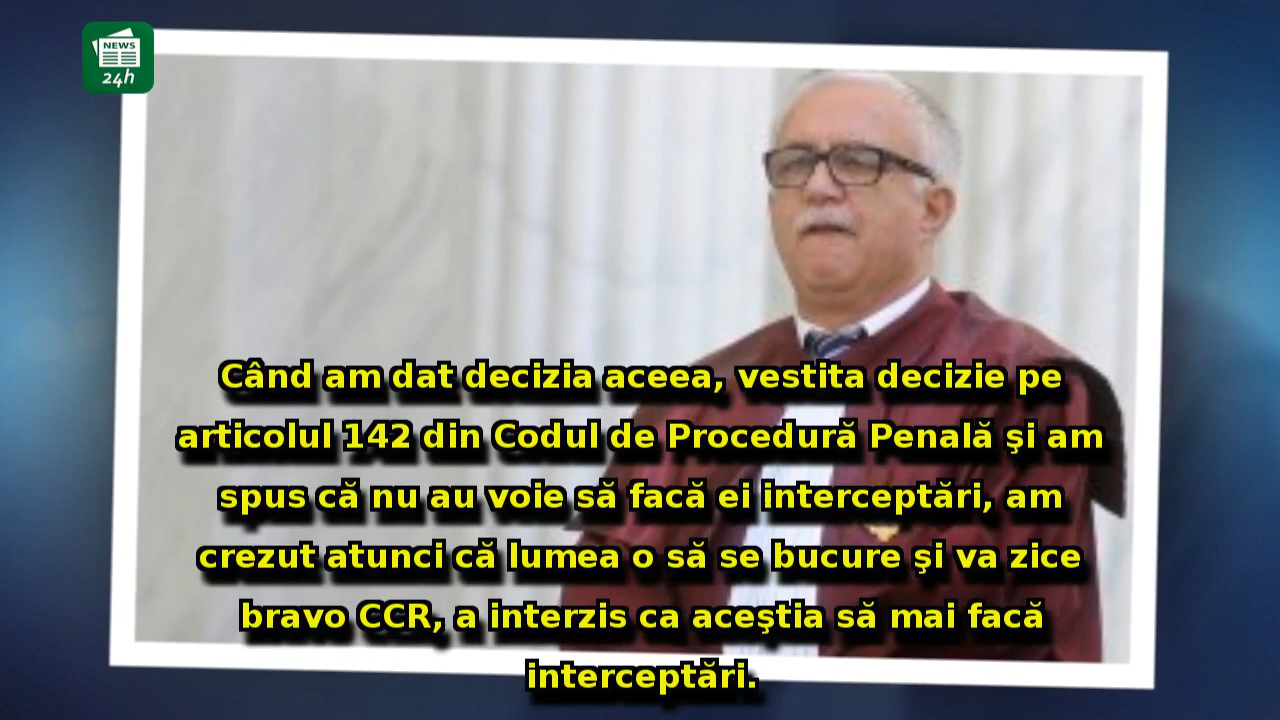 NEWS
24h
Când am dat decizia aceea, vestita decizie pe
articolul 142 din Codul de Procedură Penală şi am
spus că nu au voie să facă ei interceptări, am
crezut atunci că lumea o să se bucure şi va zice
bravo CCR, a interzis ca aceştia să mai facă
interceptări.